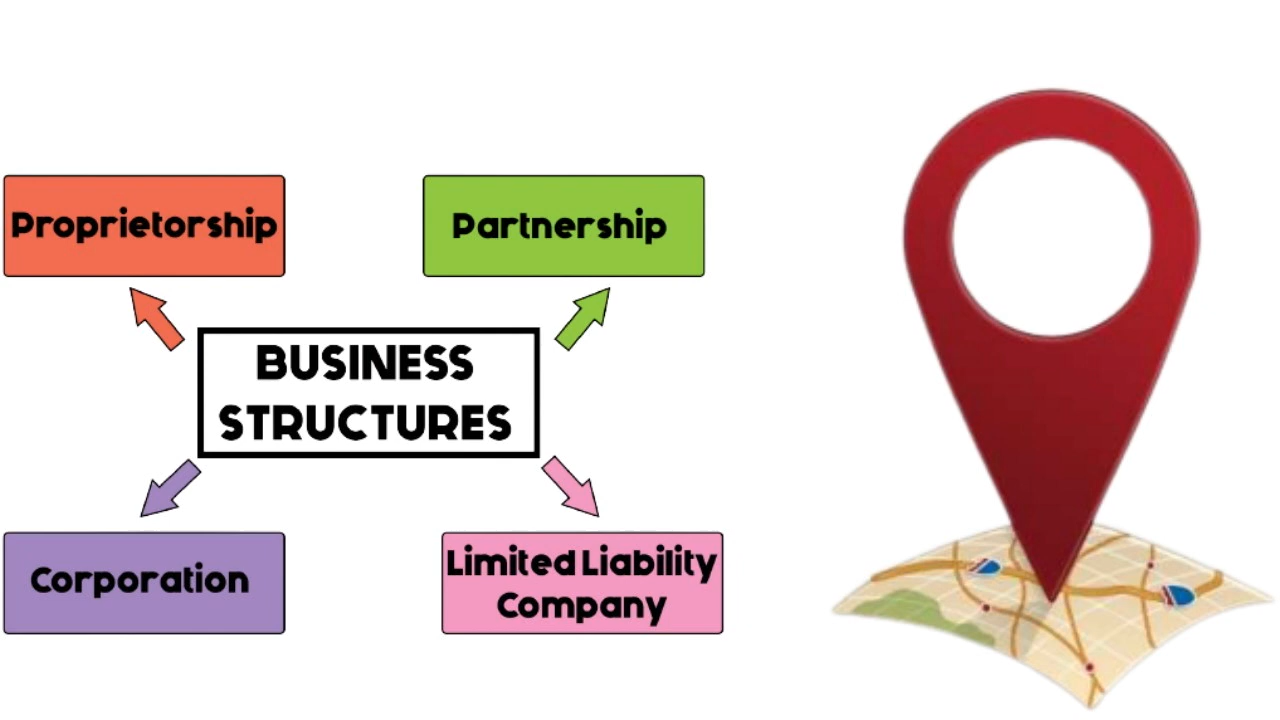 Proprietorship
Partnership
BUSINESS
STRUCTURES
Corporation
Limited Liability
Company